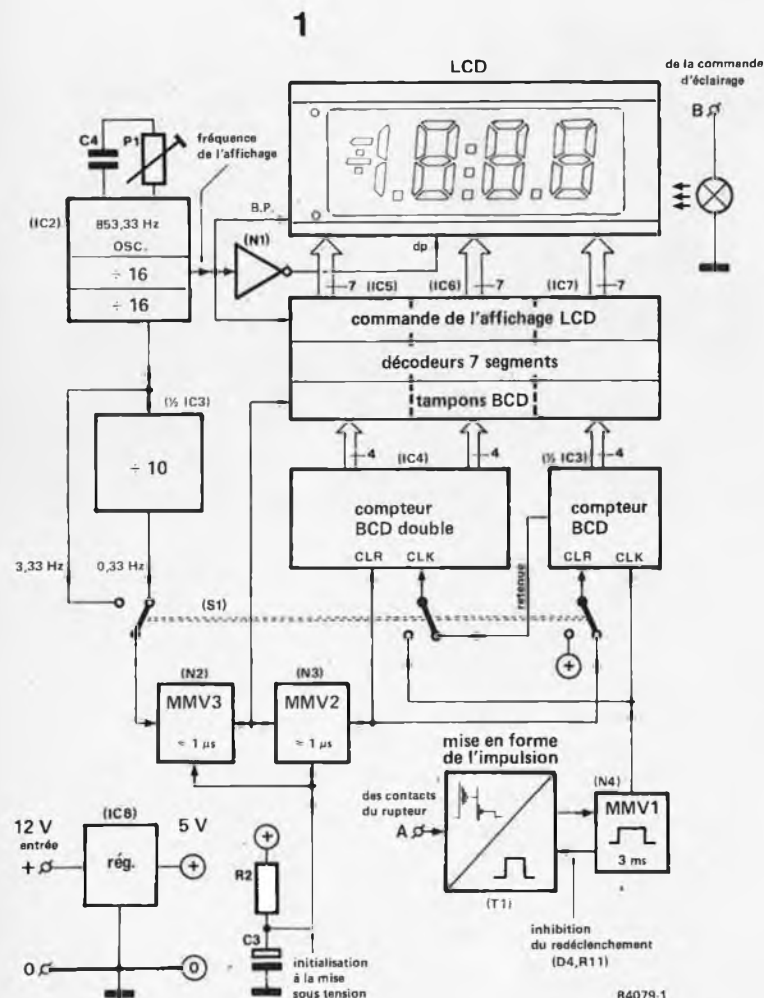 1
LCD
de la commande
d'éclairage
B
C4
P1
fréquence
de l'affichage
B.P.
(IC2)
853,33 Hz
OSC.
÷ 16
÷ 16
(N1)
dp
7
(IC5)
(IC6)
7
(IC7)
7
commande de l'affichage LCD
décodeurs 7 segments
tampons BCD
(½ IC3)
÷ 10
4
(IC4)
4
(½ IC3)
4
compteur
BCD double
CLR CLK
compteur
BCD
CLR CLK
retenue
3,33 Hz
0,33 Hz
(S1)
+
(N2)
MMV3
≈ 1 µs
(N3)
MMV2
≈ 1 µs
mise en forme
de l'impulsion
des contacts
du rupteur
A
(T1)
(N4)
MMV1
3 ms
inhibition
du redéclenchement
(D4,R11)
12 V
entrée
+
(IC8)
rég.
5 V
+
0
0
+
R2
C3
initialisation
à la mise
sous tension
84079-1